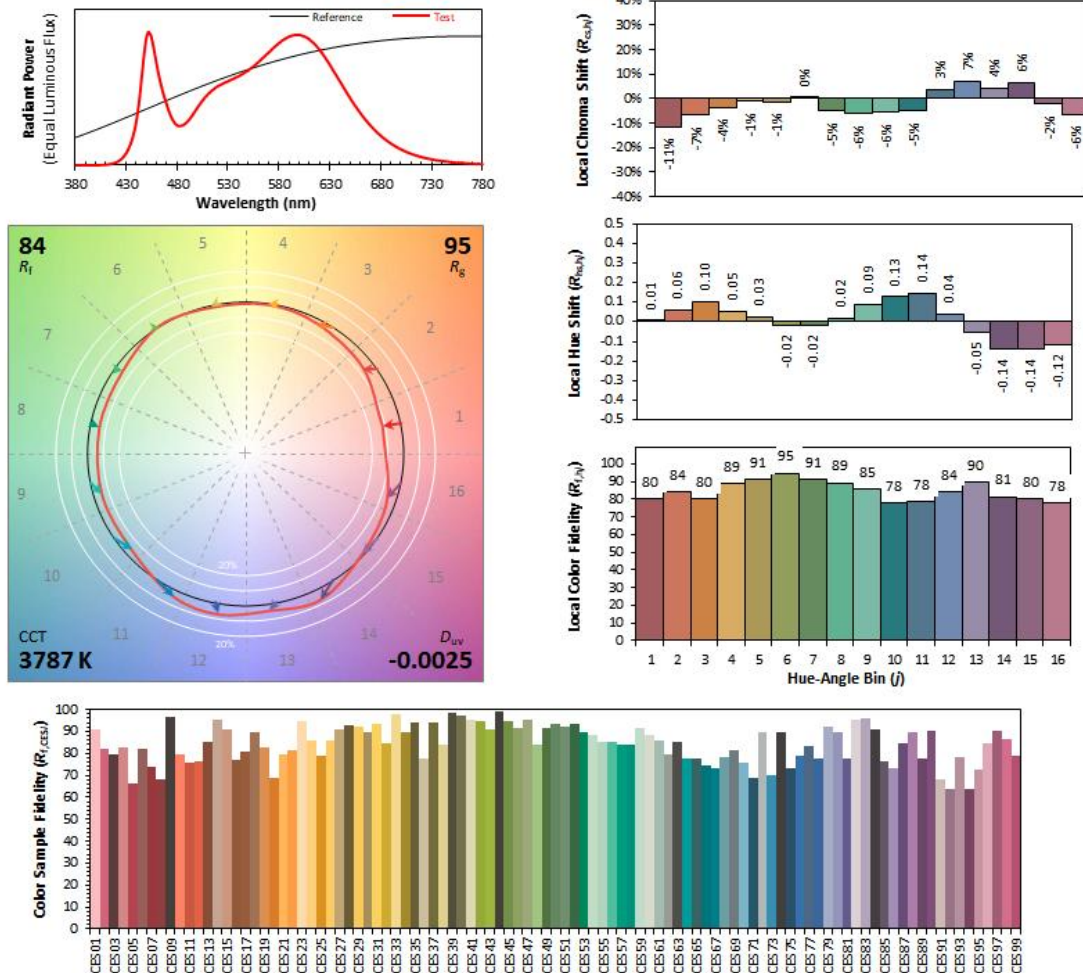 Reference
Test
Radiant Power
(Equal Luminous Flux)
380 430 480 530 580 630 680 730 780
Wavelength (nm)
40%
30%
20%
10%
0%
-10%
-20%
-30%
-40%
Local Chroma Shift (Rcs,hj)
-11% -7% -4% -1% -1% 0% -5% -6% -6% -5% 3% 7% 4% 6% -2% -6%
84
Rf
95
Rg
5 4
6 3
7 2
8 1
9 16
10 15
11 14
12 13
20%
20%
CCT
3787 K
Duv
-0.0025
0.5
0.4
0.3
0.2
0.1
0.0
-0.1
-0.2
-0.3
-0.4
-0.5
Local Hue Shift (Rhs,hj)
0.01 0.06 0.10 0.05 0.03 -0.02 -0.02 0.02 0.09 0.13 0.14 0.04 -0.05 -0.14 -0.14 -0.12
100
90
80
70
60
50
40
30
20
10
0
Local Color Fidelity (Rf,hj)
80 84 80 89 91 95 91 89 85 78 78 84 90 81 80 78
1 2 3 4 5 6 7 8 9 10 11 12 13 14 15 16
Hue-Angle Bin (j)
100
90
80
70
60
50
40
30
20
10
0
Color Sample Fidelity (Rf,CESi)
CES01 CES03 CES05 CES07 CES09 CES11 CES13 CES15 CES17 CES19 CES21 CES23 CES25 CES27 CES29 CES31 CES33 CES35 CES37 CES39 CES41 CES43 CES45 CES47 CES49 CES51 CES53 CES55 CES57 CES59 CES61 CES63 CES65 CES67 CES69 CES71 CES73 CES75 CES77 CES79 CES81 CES83 CES85 CES87 CES89 CES91 CES93 CES95 CES97 CES99